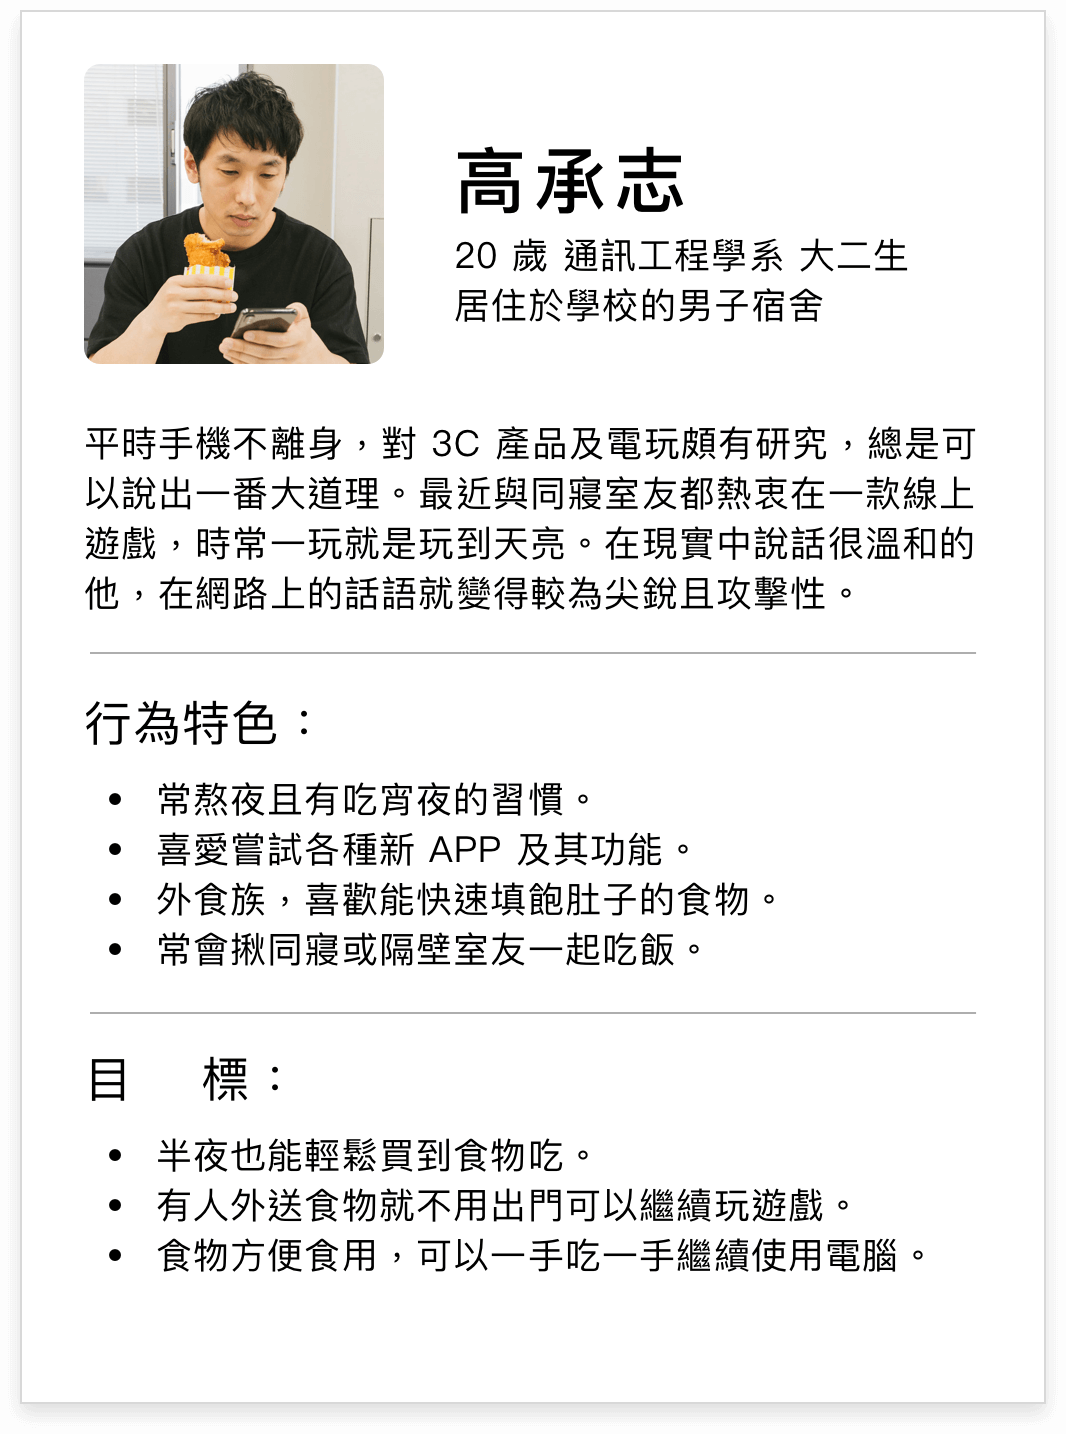 高承志
20 歲 通訊工程學系 大二生
居住於學校的男子宿舍
平時手機不離身，對 3C 產品及電玩頗有研究，總是可
以說出一番大道理。最近與同寢室友都熱衷在一款線上
遊戲，時常一玩就是玩到天亮。在現實中說話很溫和的
他，在網路上的話語就變得較為尖銳且攻擊性。
行為特色：
• 常熬夜且有吃宵夜的習慣。
• 喜愛嘗試各種新 APP 及其功能。
• 外食族，喜歡能快速填飽肚子的食物。
• 常會揪同寢或隔壁室友一起吃飯。
目 標：
• 半夜也能輕鬆買到食物吃。
• 有人外送食物就不用出門可以繼續玩遊戲。
• 食物方便食用，可以一手吃一手繼續使用電腦。